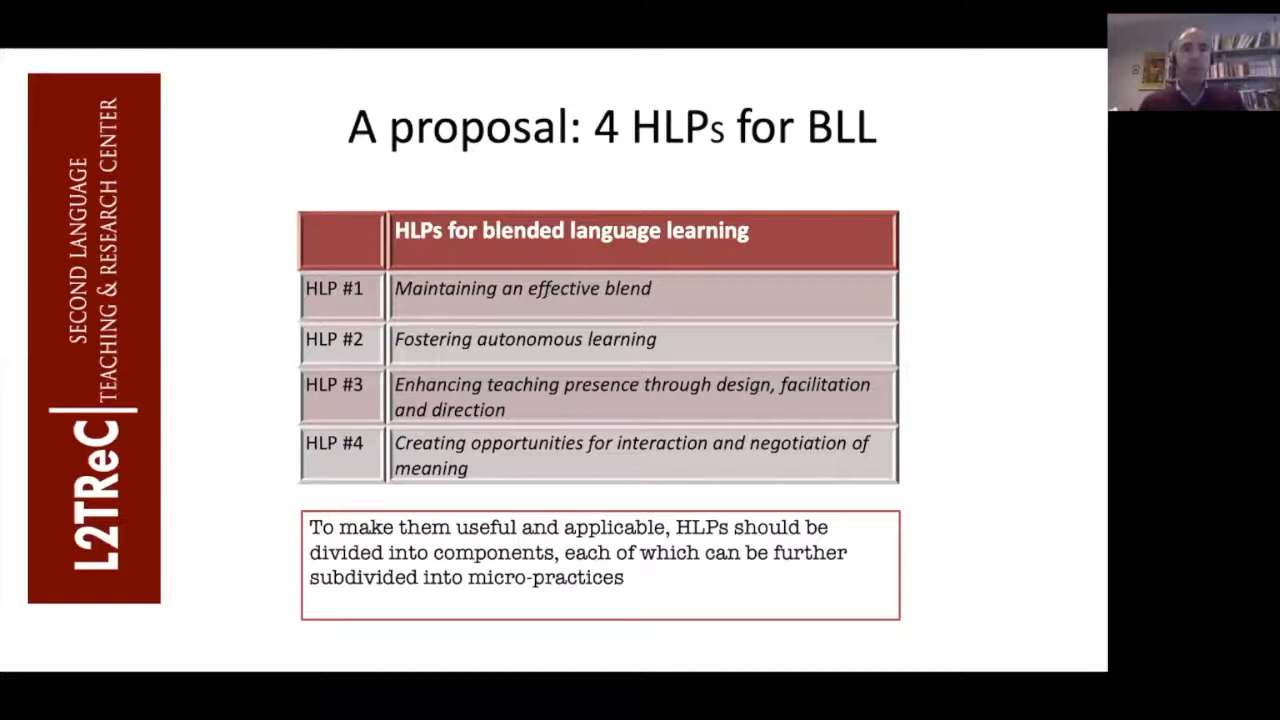 A proposal: 4 HLPs for BLL
SECOND LANGUAGE
TEACHING & RESEARCH CENTER
L2TReC
HLPs for blended language learning
HLP #1
Maintaining an effective blend
HLP #2
Fostering autonomous learning
HLP #3
Enhancing teaching presence through design, facilitation
and direction
HLP #4
Creating opportunities for interaction and negotiation of
meaning
To make them useful and applicable, HLPs should be
divided into components, each of which can be further
subdivided into micro-practices